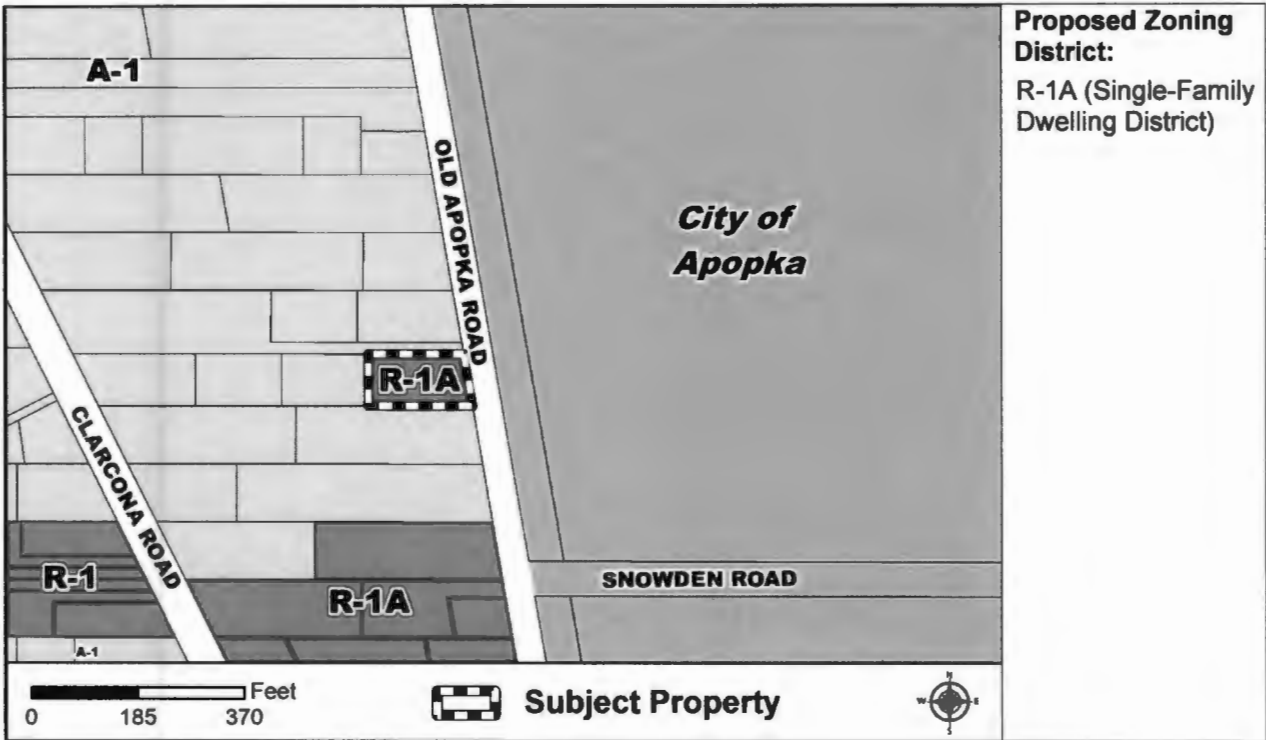 Proposed Zoning
District:
R-1A (Single-Family
Dwelling District)
A-1
OLD APOPKA ROAD
City of
Apopka
R-1A
CLARCONA ROAD
R-1
R-1A
SNOWDEN ROAD
A-1
Feet
0 185 370
Subject Property
N
W E
S